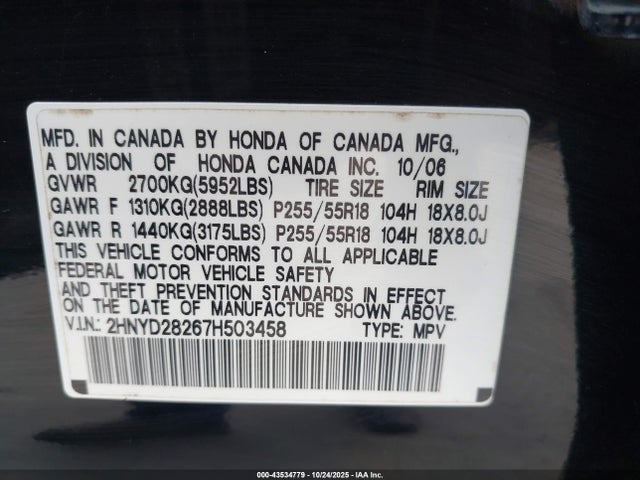 MFD. IN CANADA BY HONDA OF CANADA MFG.,
A DIVISION OF HONDA CANADA INC. 10/06
GVWR 2700KG(5952LBS) TIRE SIZE RIM SIZE
GAWR F 1310KG(2888LBS) P255/55R18 104H 18X8.0J
GAWR R 1440KG(3175LBS) P255/55R18 104H 18X8.0J
THIS VEHICLE CONFORMS TO ALL APPLICABLE
FEDERAL MOTOR VEHICLE SAFETY
AND THEFT PREVENTION STANDARDS IN EFFECT
ON THE DATE OF MANUFACTURE SHOWN ABOVE.
V.I.N.: 2HNYD28267H503458 TYPE: MPV
000-43534779 - 10/24/2025 - IAA Inc.